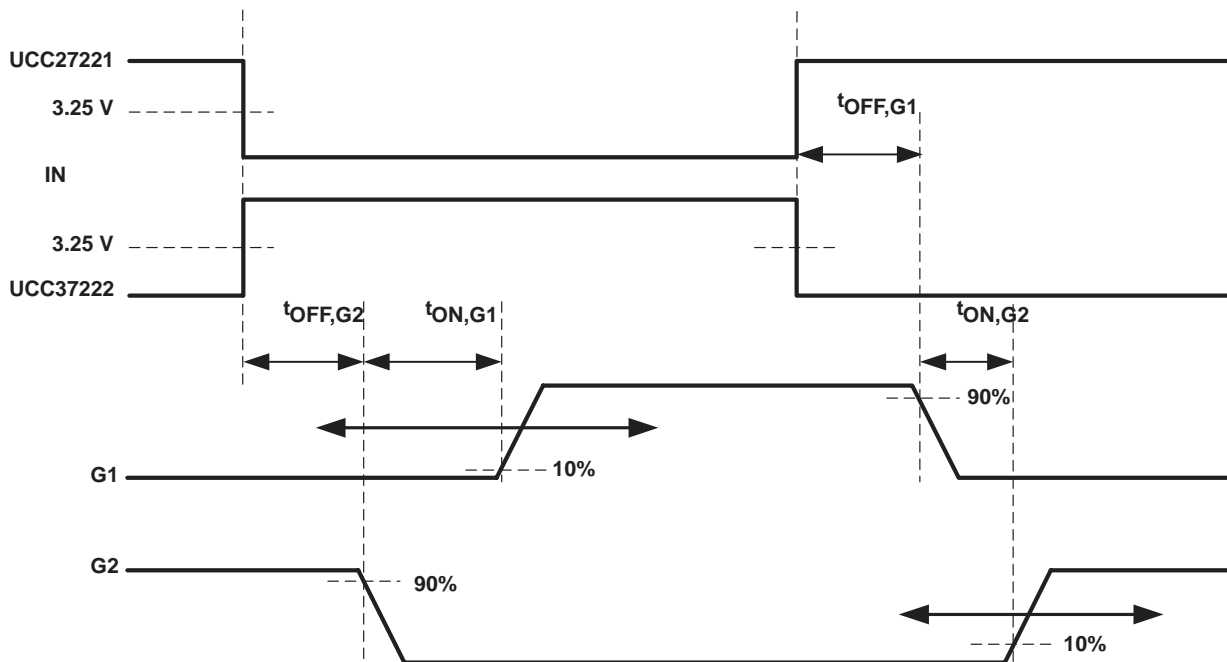 UCC27221
3.25 V
tOFF,G1
IN
3.25 V
UCC37222
tOFF,G2
tON,G1
tON,G2
90%
10%
G1
G2
90%
10%